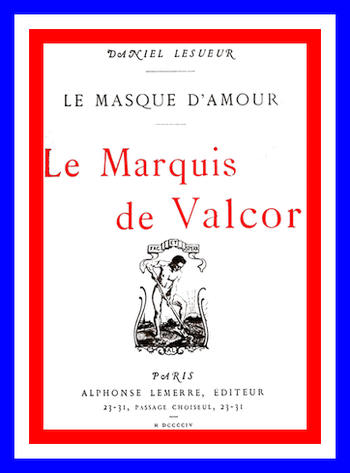 DANIEL LESUEUR
LE MASQUE D'AMOUR
Le Marquis
de Valcor
FAC ET SPERA
AL
PARIS
ALPHONSE LEMERRE, EDITEUR
23-31, PASSAGE CHOISEUL, 23-31
M DCCCCIV